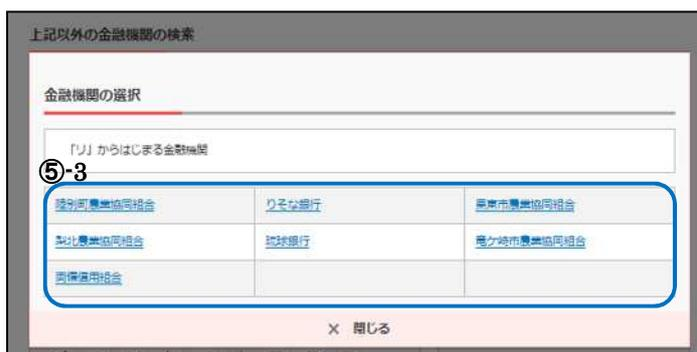 上記以外の金融機関の検索
金融機関の選択
「リ」からはじまる金融機関
⑤-3
陸別町農業協同組合 りそな銀行 栗東市農業協同組合
梨北農業協同組合 琉球銀行 竜ケ崎市農業協同組合
両備信用組合
× 閉じる